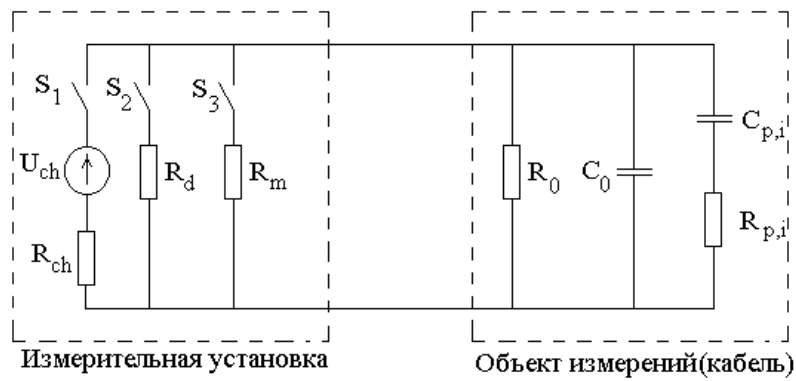 S1
S2
S3
Uch
Rd
Rm
Rch
R0
C0
Cp,i
Rp,i
Измерительная установка
Объект измерений(кабель)